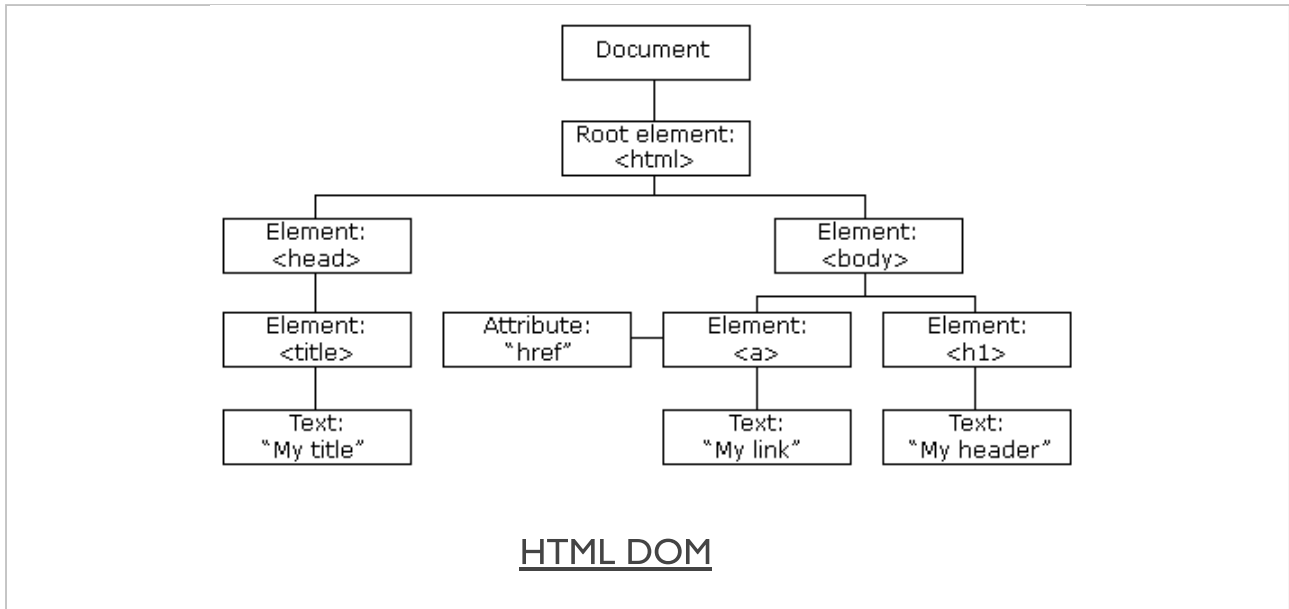 Document
Root element:
<html>
Element:
<head>
Element:
<body>
Element:
<title>
Attribute:
“href”
Element:
<a>
Element:
<h1>
Text:
“My title”
Text:
“My link”
Text:
“My header”
HTML DOM